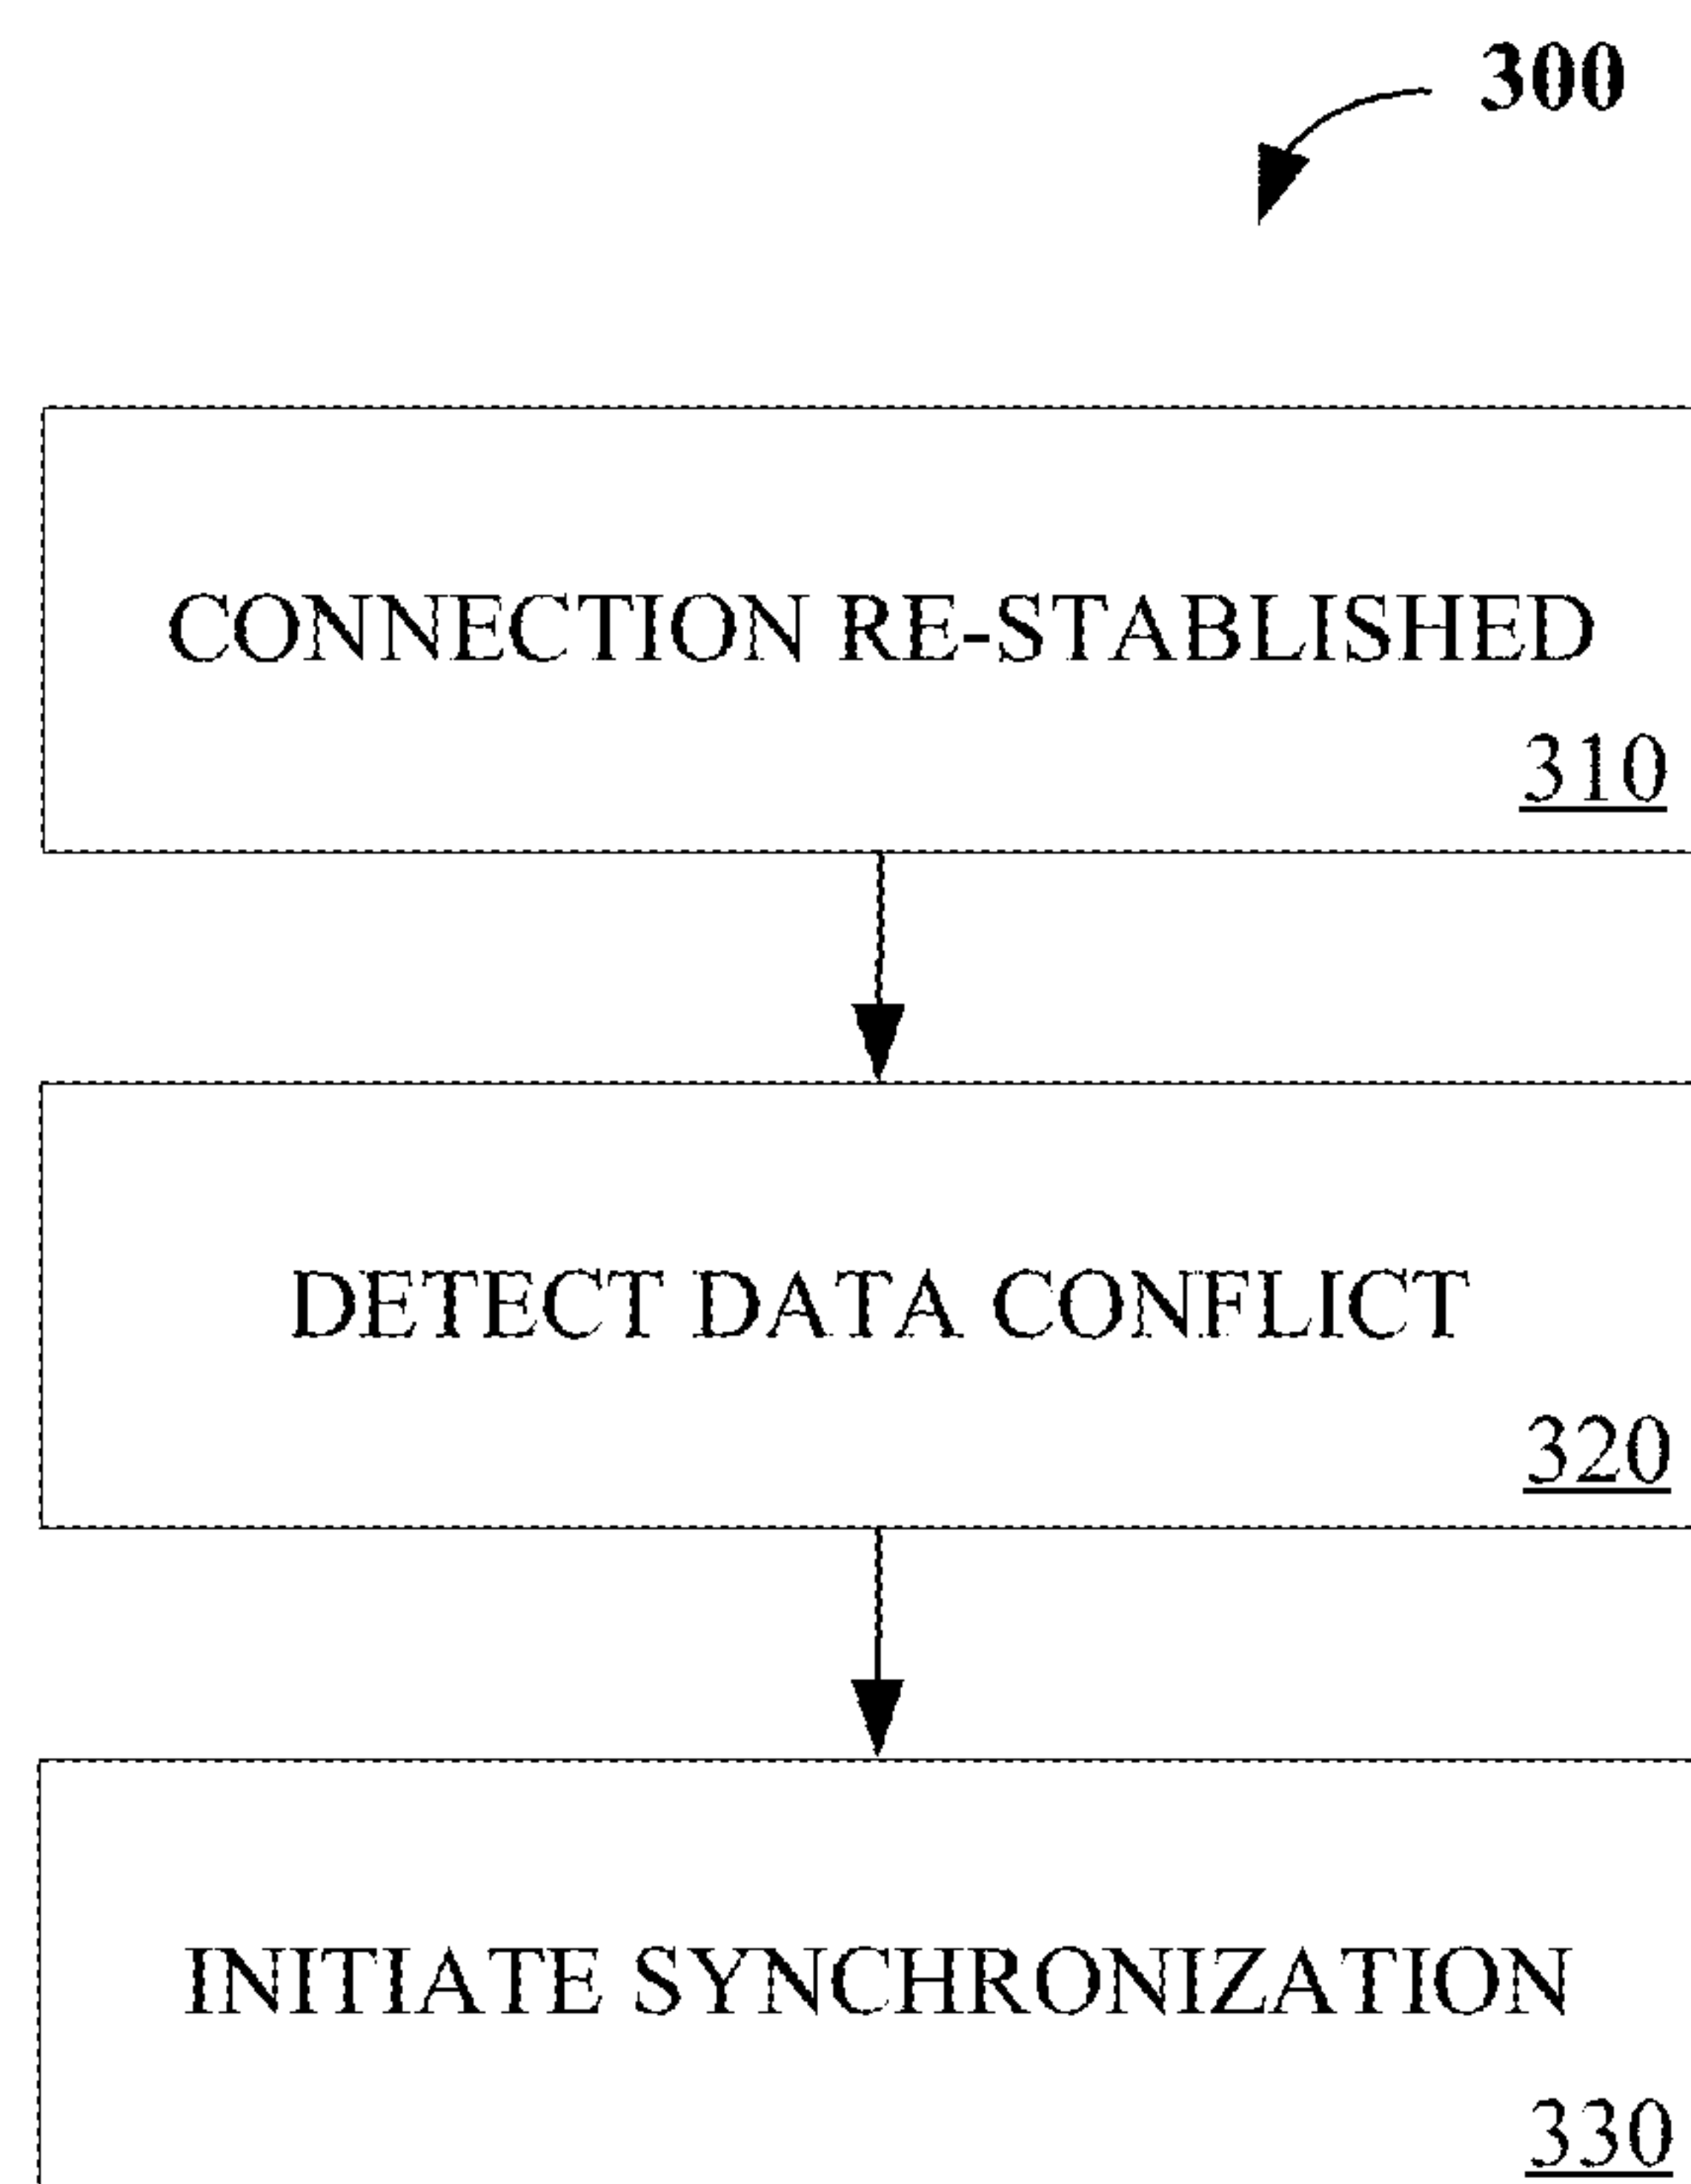 300
CONNECTION RE-STABLISHED
310
DETECT DATA CONFLICT
320
INITIATE SYNCHRONIZATION
330